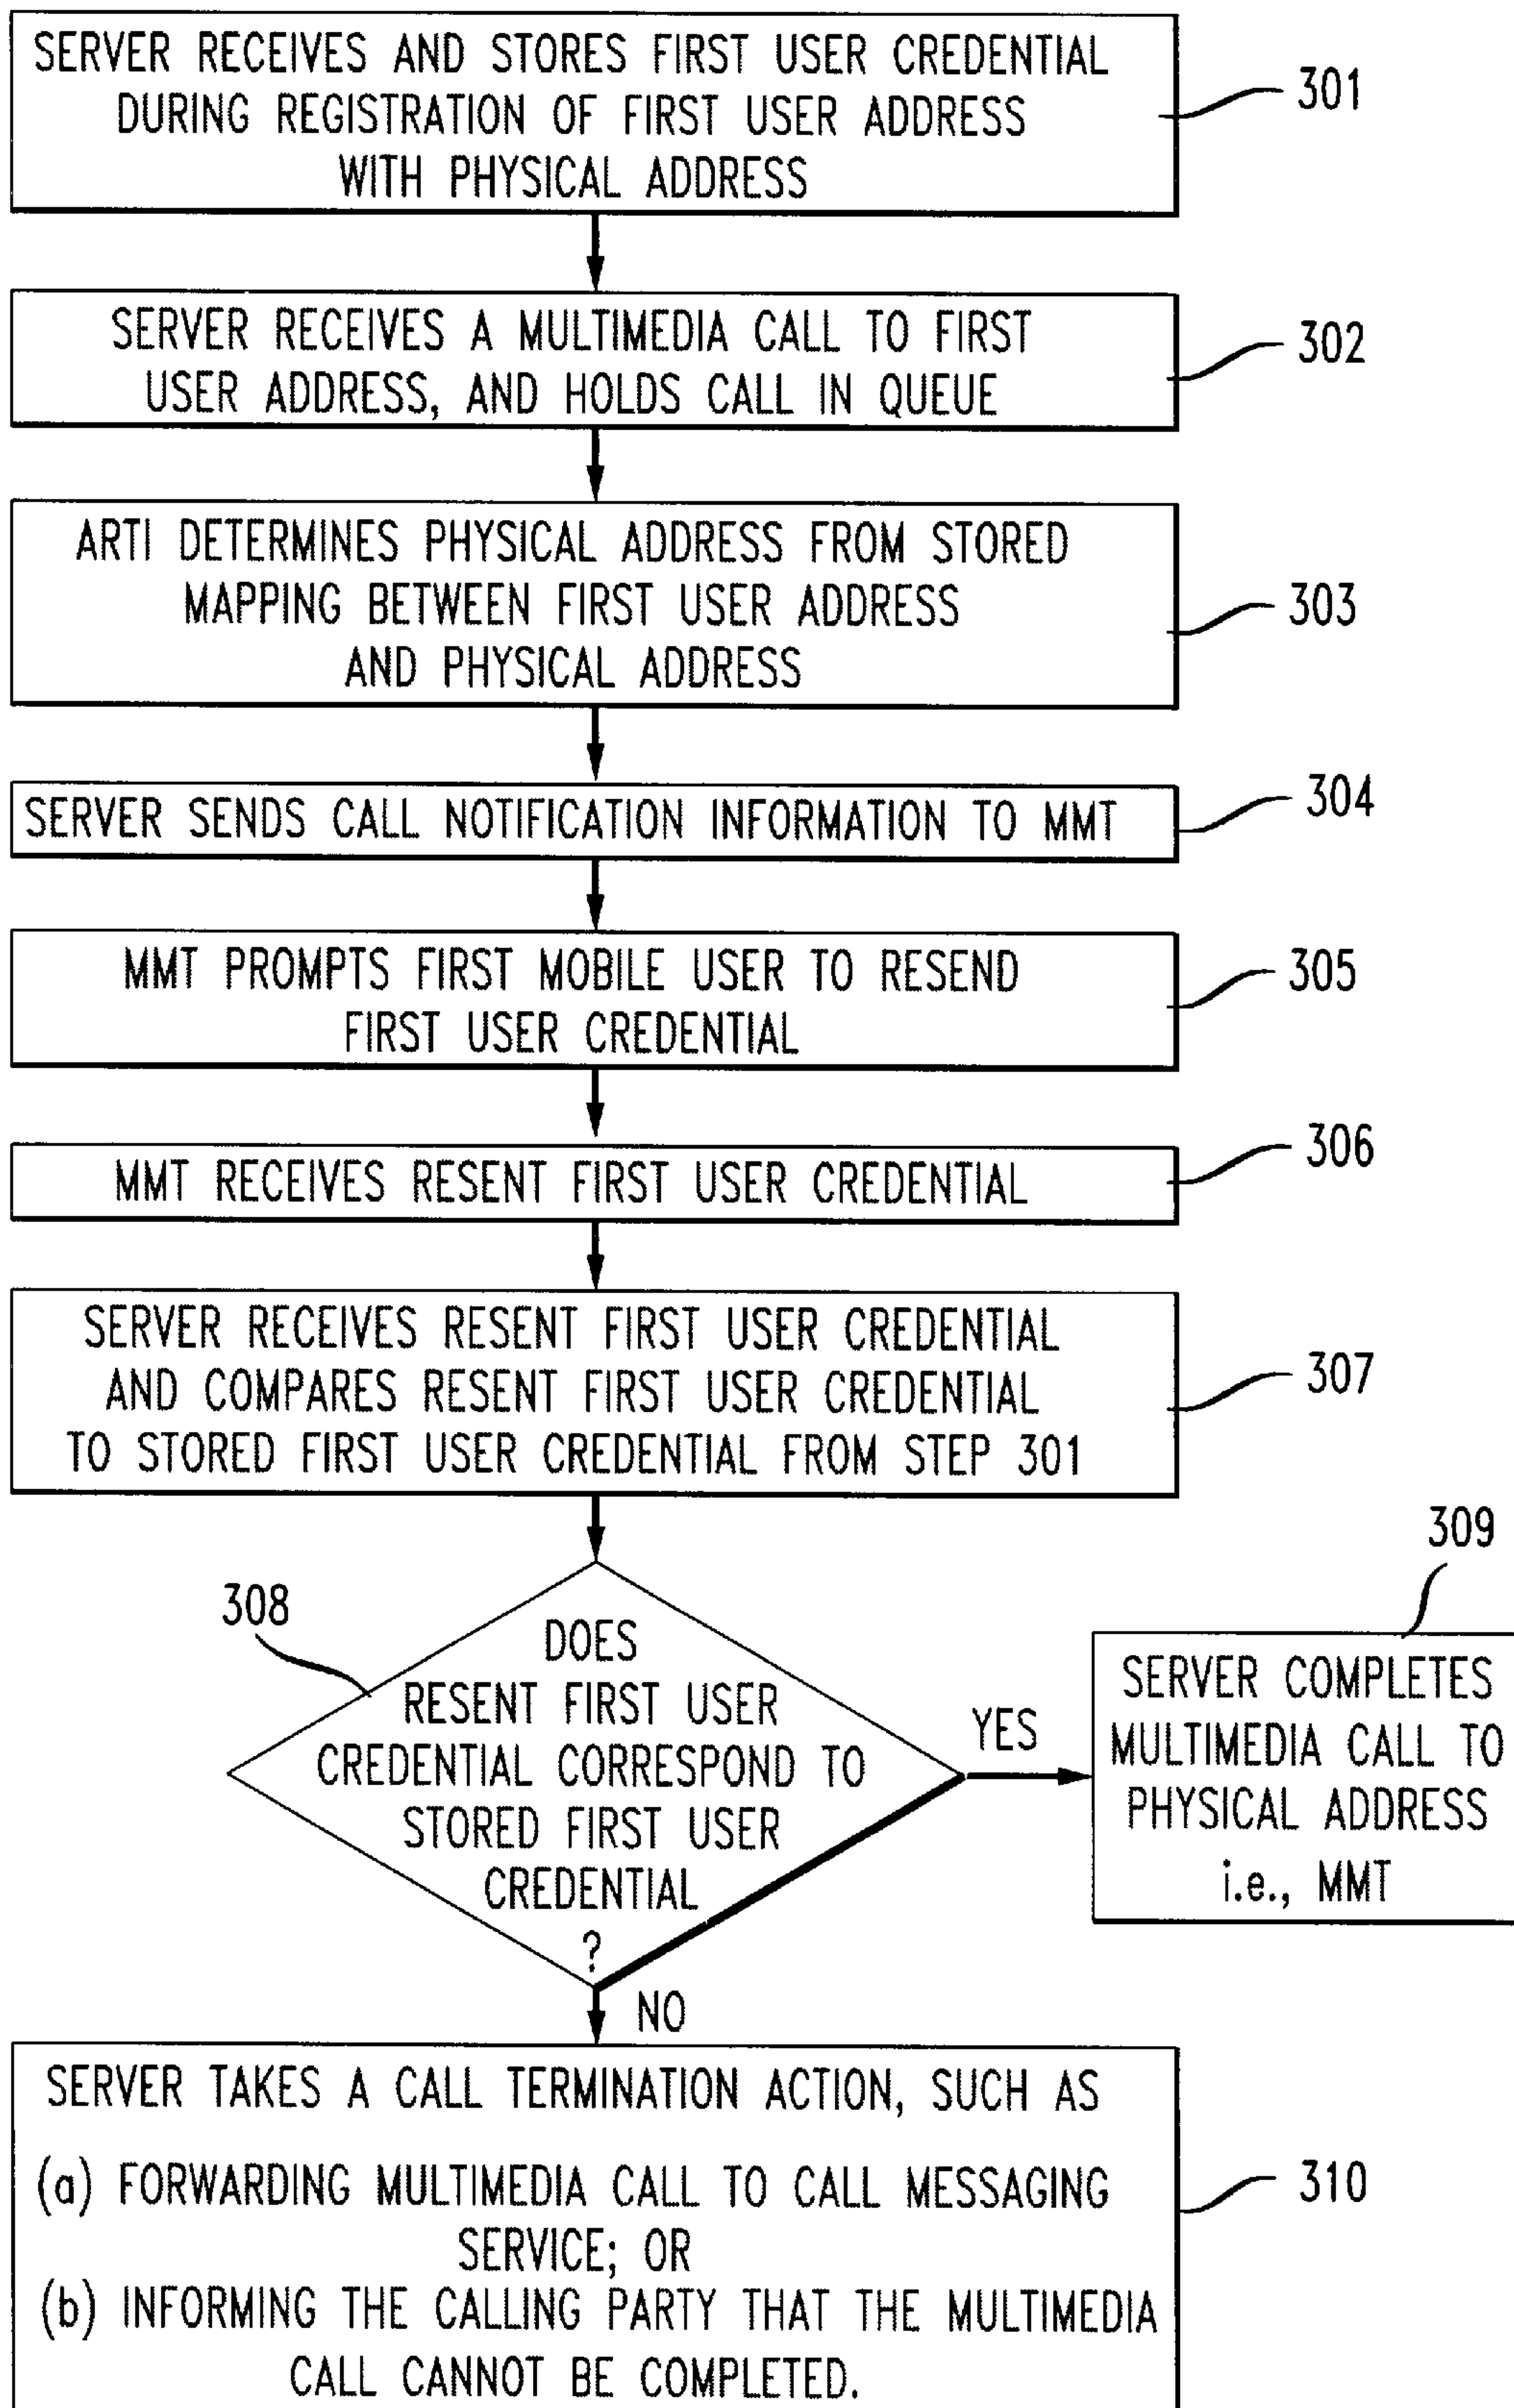 SERVER RECEIVES AND STORES FIRST USER CREDENTIAL
DURING REGISTRATION OF FIRST USER ADDRESS
WITH PHYSICAL ADDRESS
301
SERVER RECEIVES A MULTIMEDIA CALL TO FIRST
USER ADDRESS, AND HOLDS CALL IN QUEUE
302
ARTI DETERMINES PHYSICAL ADDRESS FROM STORED
MAPPING BETWEEN FIRST USER ADDRESS
AND PHYSICAL ADDRESS
303
SERVER SENDS CALL NOTIFICATION INFORMATION TO MMT
304
MMT PROMPTS FIRST MOBILE USER TO RESEND
FIRST USER CREDENTIAL
305
MMT RECEIVES RESENT FIRST USER CREDENTIAL
306
SERVER RECEIVES RESENT FIRST USER CREDENTIAL
AND COMPARES RESENT FIRST USER CREDENTIAL
TO STORED FIRST USER CREDENTIAL FROM STEP 301
307
308
DOES
RESENT FIRST USER
CREDENTIAL CORRESPOND TO
STORED FIRST USER
CREDENTIAL
?
YES
309
SERVER COMPLETES
MULTIMEDIA CALL TO
PHYSICAL ADDRESS
i.e., MMT
NO
SERVER TAKES A CALL TERMINATION ACTION, SUCH AS
(a) FORWARDING MULTIMEDIA CALL TO CALL MESSAGING
SERVICE; OR
(b) INFORMING THE CALLING PARTY THAT THE MULTIMEDIA
CALL CANNOT BE COMPLETED.
310